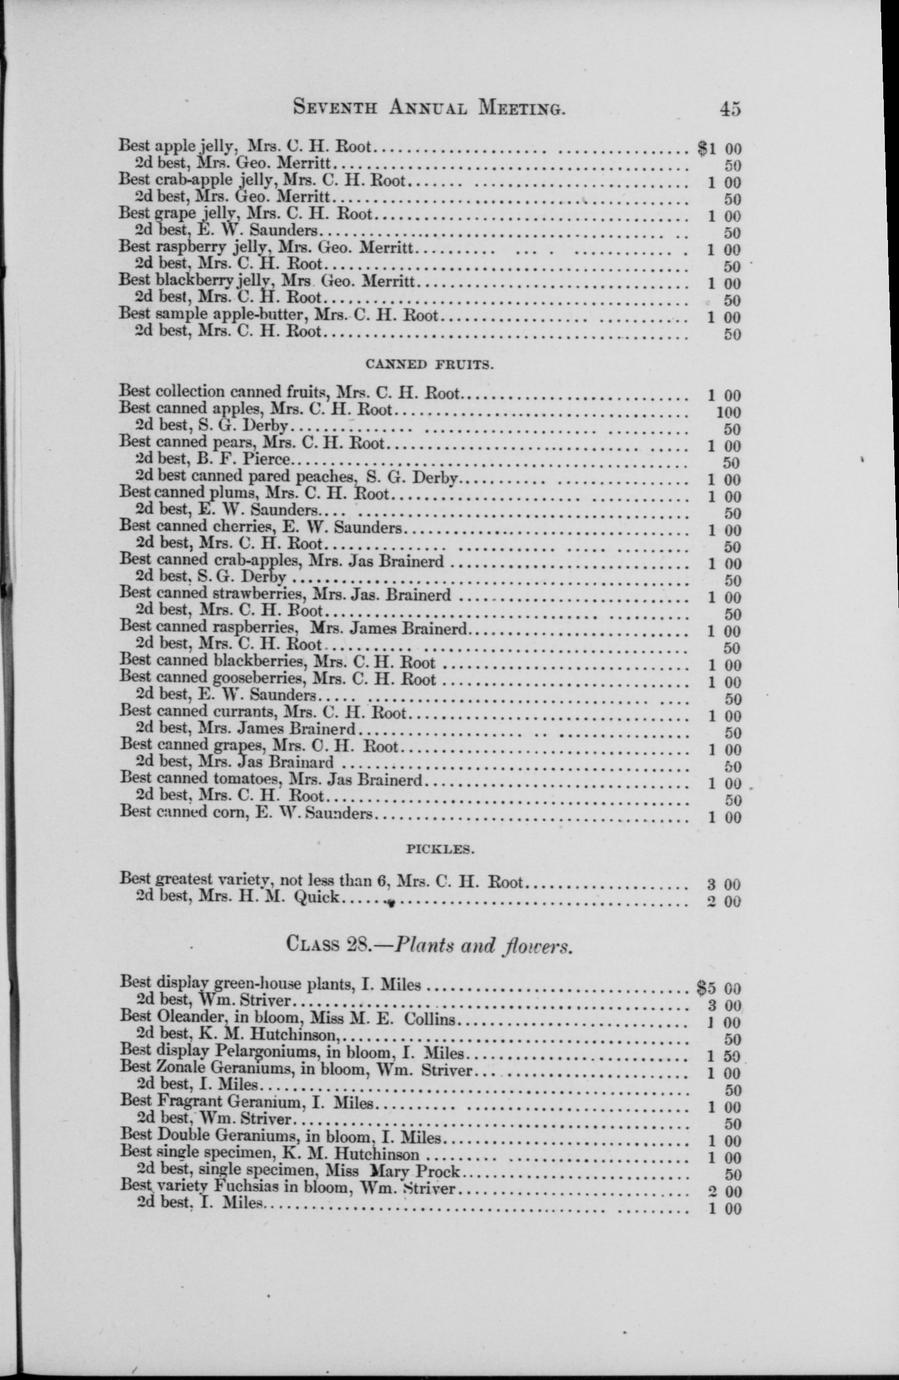 SEVENTH ANNUAL MEETING. 45
Best apple jelly, Mrs. C. H. Root........................................ $1 00
2d best, Mrs. Geo. Merritt........................................ 50
Best crab-apple jelly, Mrs. C. H. Root........................................ 1 00
2d best, Mrs. Geo. Merritt........................................ 50
Best grape jelly, Mrs. C. H. Root........................................ 1 00
2d best, E. W. Saunders........................................ 50
Best raspberry jelly, Mrs. Geo. Merritt........................................ 1 00
2d best, Mrs. C. H. Root........................................ 50
Best blackberry jelly, Mrs Geo. Merritt........................................ 1 00
2d best, Mrs. C. H. Root........................................ 50
Best sample apple-butter, Mrs. C. H. Root........................................ 1 00
2d best, Mrs. C. H. Root........................................ 50
CANNED FRUITS.
Best collection canned fruits, Mrs. C. H. Root........................................ 1 00
Best canned apples, Mrs. C. H. Root........................................ 100
2d best, S. G. Derby........................................ 50
Best canned pears, Mrs. C. H. Root........................................ 1 00
2d best, B. F. Pierce........................................ 50
2d best canned pared peaches, S. G. Derby........................................ 1 00
Best canned plums, Mrs. C. H. Root........................................ 1 00
2d best, E. W. Saunders........................................ 50
Best canned cherries, E. W. Saunders........................................ 1 00
2d best, Mrs. C. H. Root........................................ 50
Best canned crab-apples, Mrs. Jas Brainerd ........................................ 1 00
2d best, S. G. Derby ........................................ 50
Best canned strawberries, Mrs. Jas. Brainerd ........................................ 1 00
2d best, Mrs. C. H. Root........................................ 50
Best canned raspberries, Mrs. James Brainerd........................................ 1 00
2d best, Mrs. C. H. Root........................................ 50
Best canned blackberries, Mrs. C. H. Root ........................................ 1 00
Best canned gooseberries, Mrs. C. H. Root ........................................ 1 00
2d best, E. W. Saunders........................................ 50
Best canned currants, Mrs. C. H. Root........................................ 1 00
2d best, Mrs. James Brainerd........................................ 50
Best canned grapes, Mrs. C. H. Root........................................ 1 00
2d best, Mrs. Jas Brainard ........................................ 50
Best canned tomatoes, Mrs. Jas Brainerd........................................ 1 00
2d best, Mrs. C. H. Root........................................ 50
Best canned corn, E. W. Saunders........................................ 1 00
PICKLES.
Best greatest variety, not less than 6, Mrs. C. H. Root........................................ 3 00
2d best, Mrs. H. M. Quick........................................ 2 00
CLASS 28.—Plants and flowers.
Best display green-house plants, I. Miles ........................................ $5 00
2d best, Wm. Striver........................................ 3 00
Best Oleander, in bloom, Miss M. E. Collins........................................ 1 00
2d best, K. M. Hutchinson,........................................ 50
Best display Pelargoniums, in bloom, I. Miles........................................ 1 50
Best Zonale Geraniums, in bloom, Wm. Striver........................................ 1 00
2d best, I. Miles........................................ 50
Best Fragrant Geranium, I. Miles........................................ 1 00
2d best, Wm. Striver........................................ 50
Best Double Geraniums, in bloom, I. Miles........................................ 1 00
Best single specimen, K. M. Hutchinson ........................................ 1 00
2d best, single specimen, Miss Mary Prock........................................ 50
Best variety Fuchsias in bloom, Wm. Striver........................................ 2 00
2d best, I. Miles........................................ 1 00